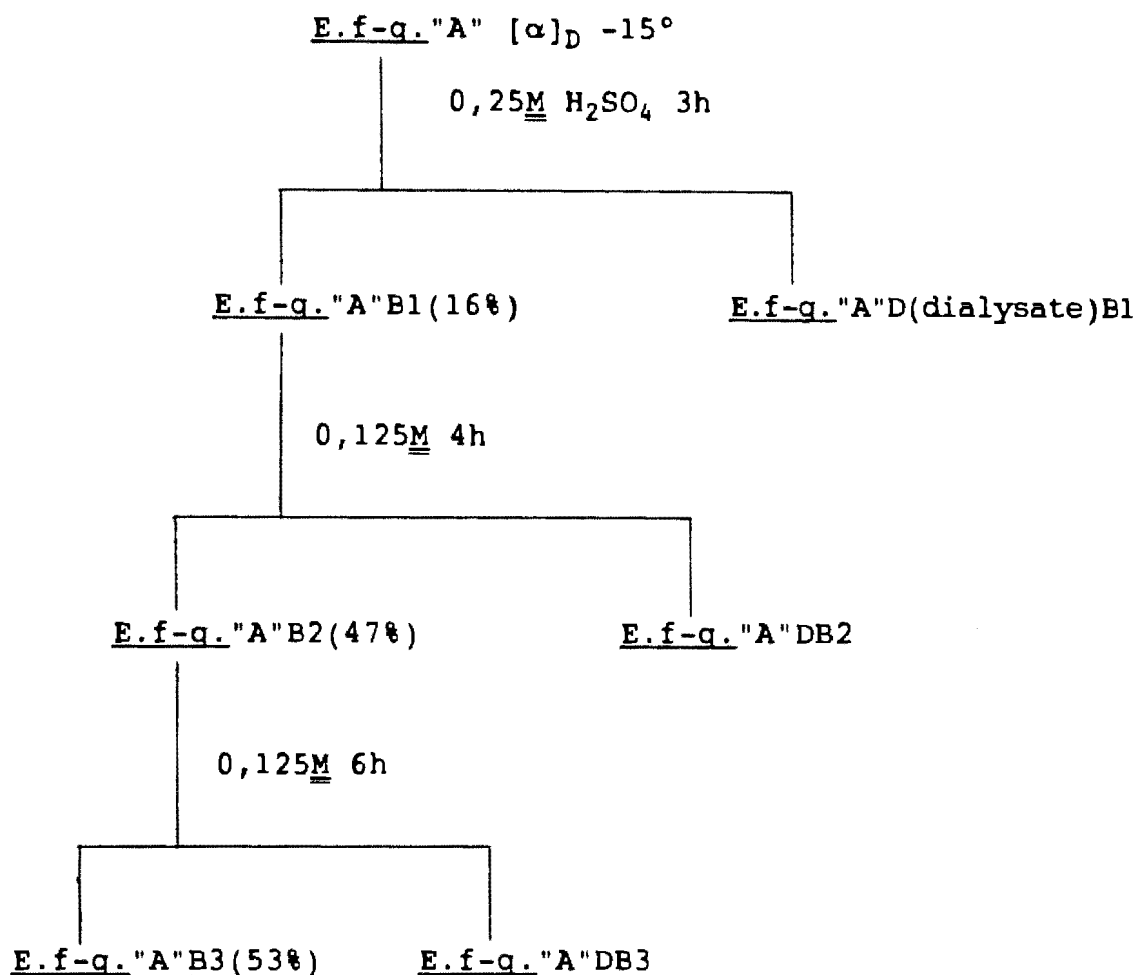 E.f-g."A" [α]D -15°
0,25M H₂SO₄ 3h
E.f-g."A"B1(16%) E.f-g."A"D(dialysate)B1
0,125M 4h
E.f-g."A"B2(47%) E.f-g."A"DB2
0,125M 6h
E.f-g."A"B3(53%) E.f-g."A"DB3